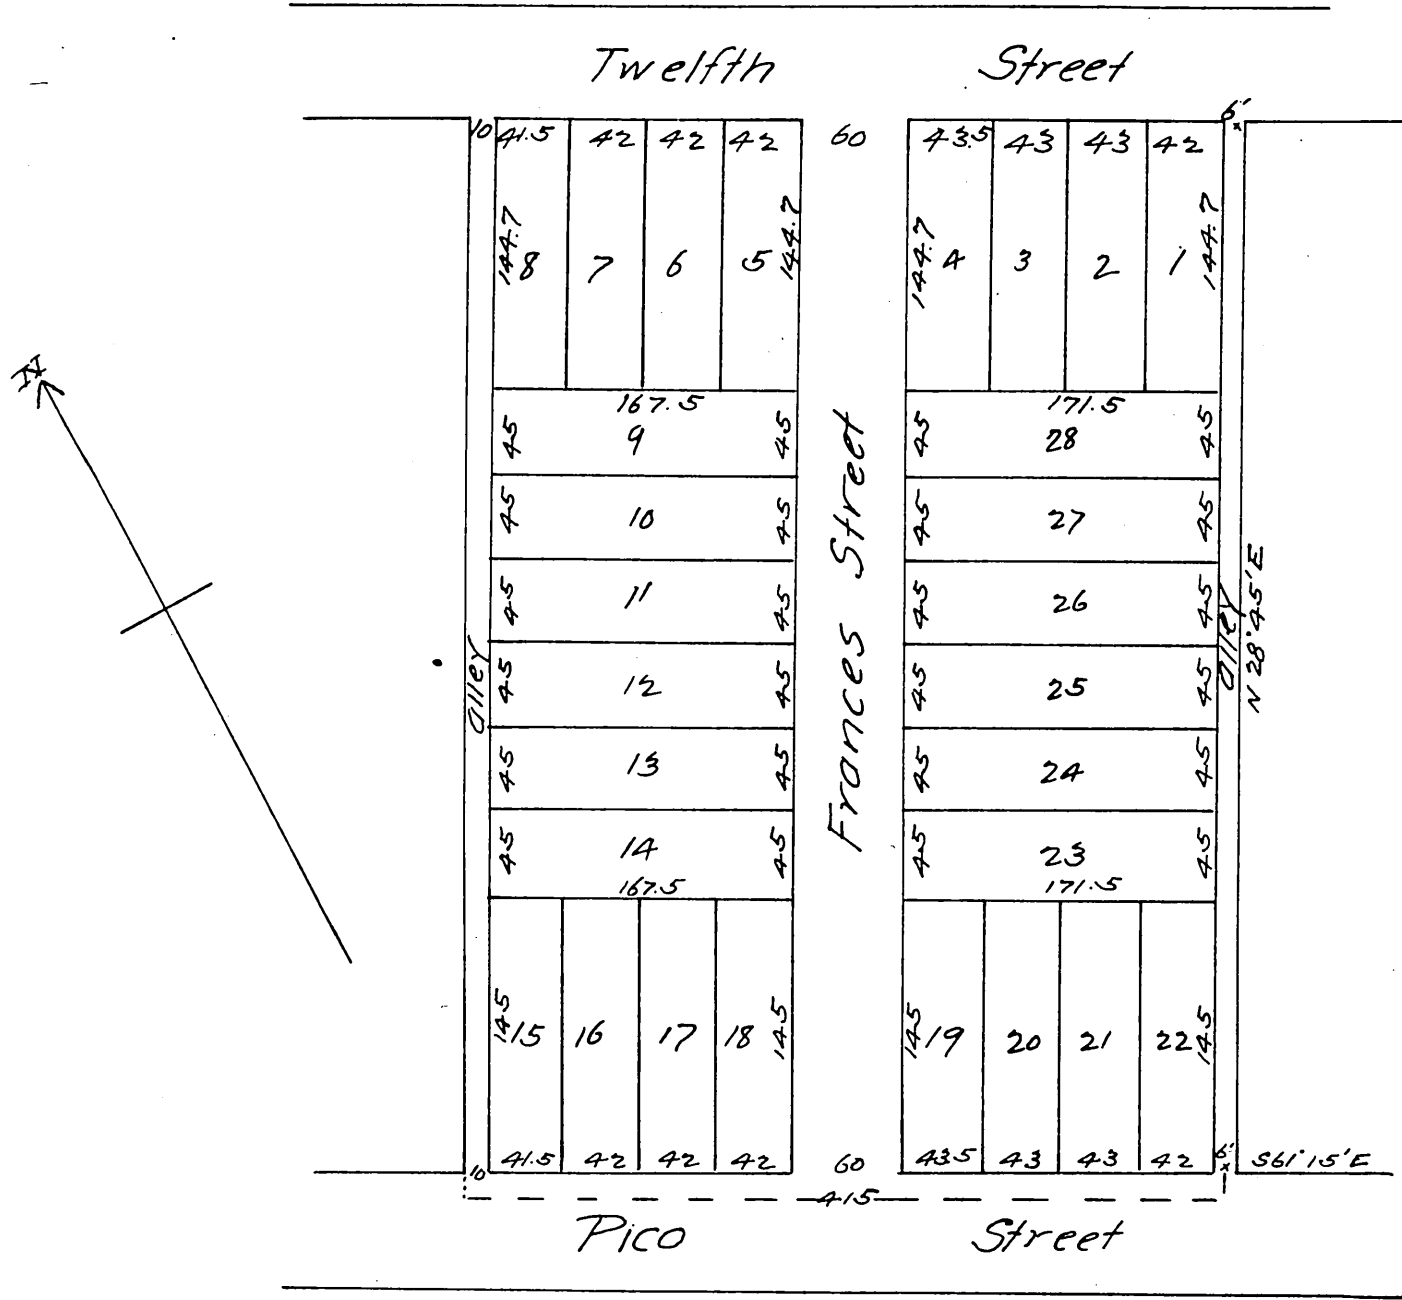 Twelfth Street
10 41.5 42 42 42 60 43.5 43 43 42 6'
144.7 144.7 144.7 144.7
8 7 6 5 4 3 2 1
N
167.5 171.5
45 9 45 45 28 45
45 10 45 45 27 45
45 11 45 45 26 45
45 12 45 45 25 45
45 13 45 45 24 45
45 14 45 45 23 45
167.5 171.5
alley
Frances Street
alley
N 28°45'E
145 15 16 17 18 145 145 19 20 21 22 145
10 41.5 42 42 42 60 43.5 43 43 42 6' S61°15'E
415
Pico Street